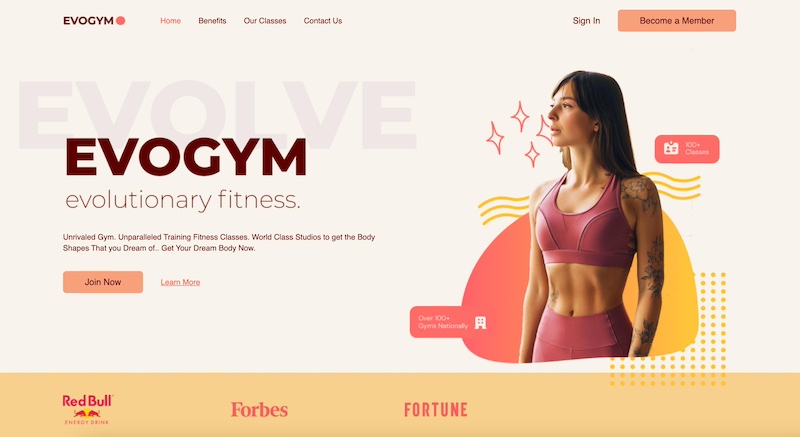 EVOGYM
Home Benefits Our Classes Contact Us
Sign In Become a Member
EVOLVE
EVOGYM
evolutionary fitness.
100+
Classes
Unrivaled Gym. Unparalleled Training Fitness Classes. World Class Studios to get the Body
Shapes That you Dream of.. Get Your Dream Body Now.
Join Now Learn More
Over 100+
Gyms Nationally
Red Bull
ENERGY DRINK
Forbes
FORTUNE